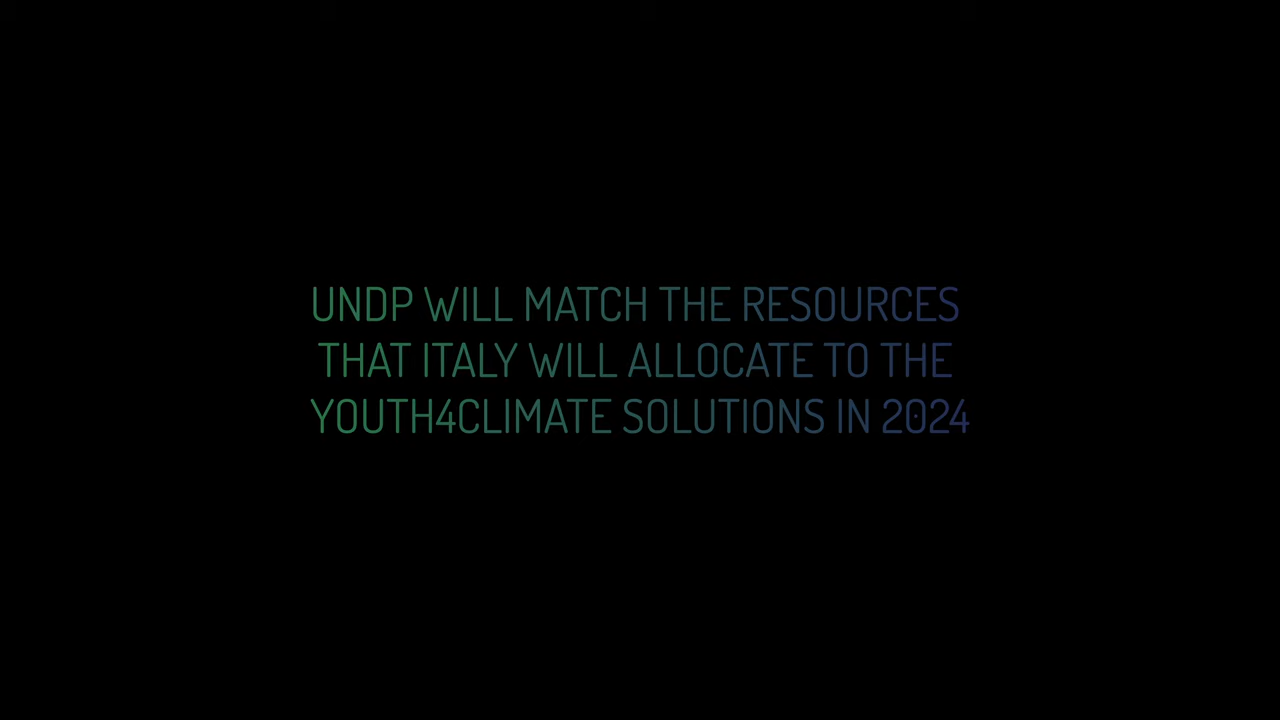 UNDP WILL MATCH THE RESOURCES
THAT ITALY WILL ALLOCATE TO THE
YOUTH4CLIMATE SOLUTIONS IN 2024